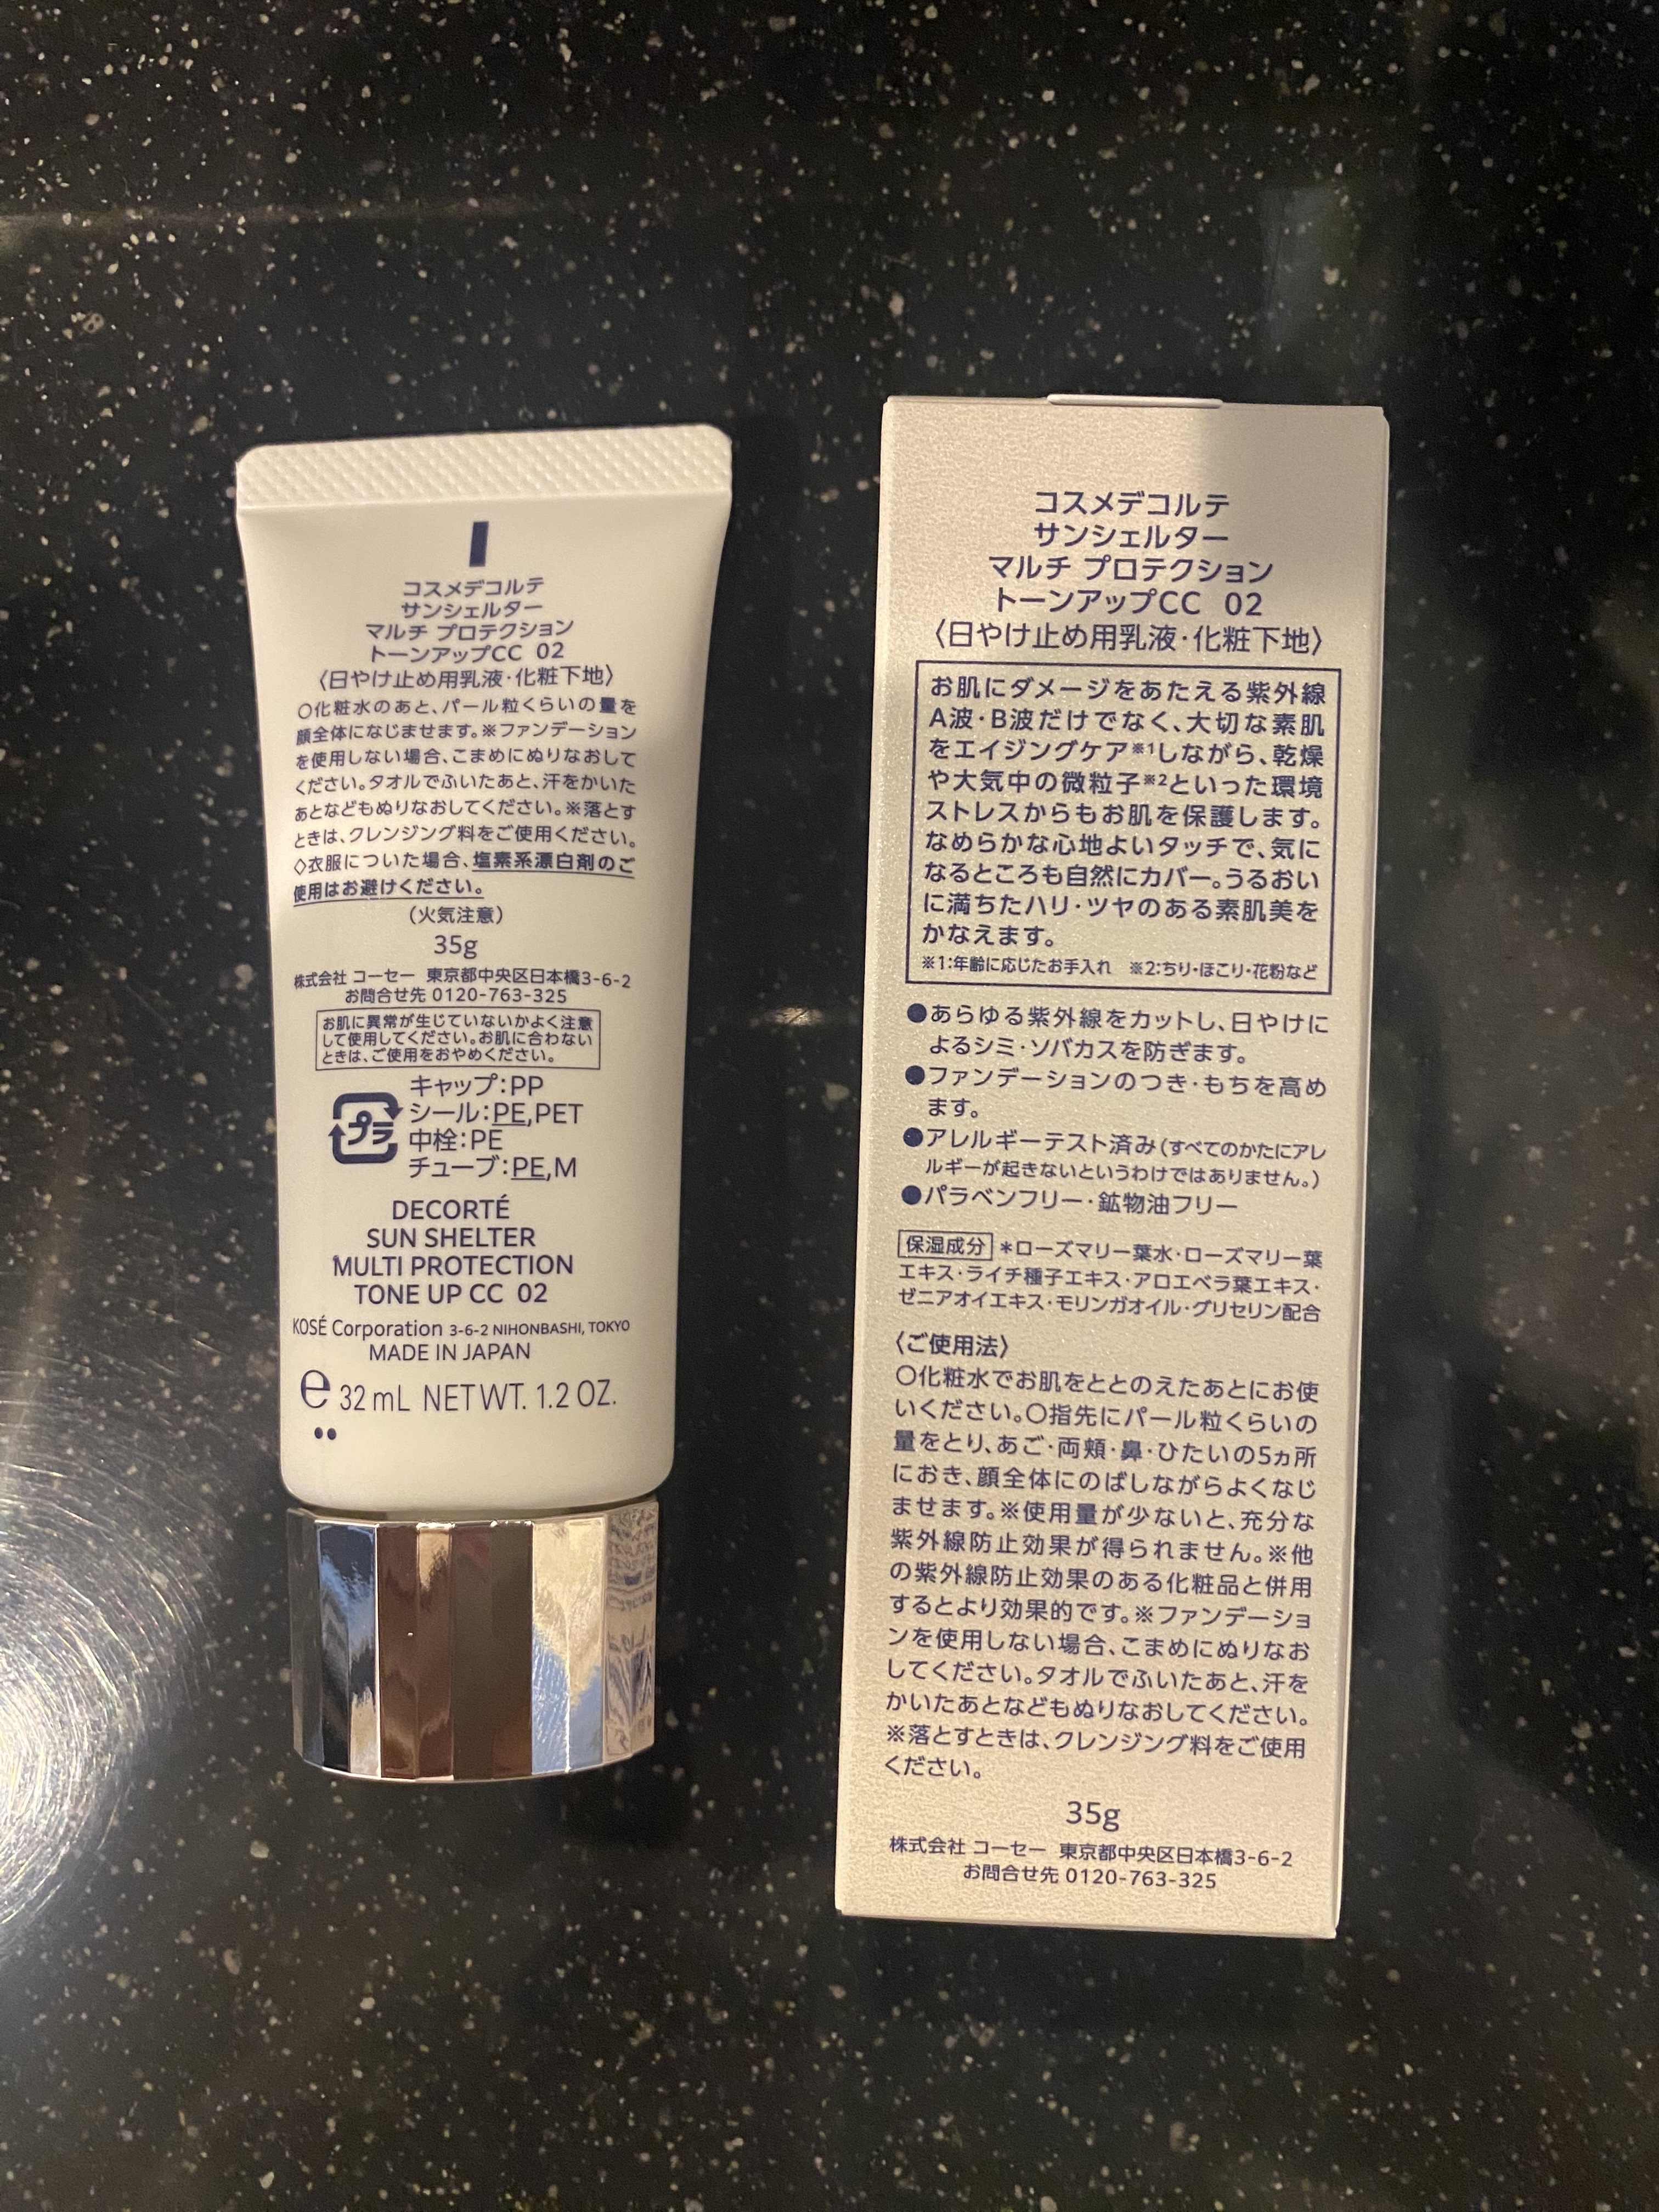 コスメデコルテ
サンシェルター
マルチ プロテクション
トーンアップCC 02
〈日やけ止め用乳液·化粧下地〉
○化粧水のあと、パール粒くらいの量を
顔全体になじませます。※ファンデーション
を使用しない場合、こまめにぬりなおして
ください。タオルでふいたあと、汗をかいた
あとなどもぬりなおしてください。※落とす
ときは、クレンジング料をご使用ください。
◇衣服についた場合、塩素系漂白剤のご
使用はお避けください。
(火気注意)
35g
株式会社 コーセー 東京都中央区日本橋3-6-2
お問合せ先 0120-763-325
お肌に異常が生じていないかよく注意
して使用してください。お肌に合わない
ときは、ご使用をおやめください。
プラ
キャップ:PP
シール:PE,PET
中栓:PE
チューブ:PE,M
DECORTÉ
SUN SHELTER
MULTI PROTECTION
TONE UP CC 02
KOSÉ Corporation 3-6-2 NIHONBASHI, TOKYO
MADE IN JAPAN
e 32 mL NET WT. 1.2 OZ.
コスメデコルテ
サンシェルター
マルチ プロテクション
トーンアップCC 02
〈日やけ止め用乳液·化粧下地〉
お肌にダメージをあたえる紫外線
A波·B波だけでなく、大切な素肌
をエイジングケア※1しながら、乾燥
や大気中の微粒子※2といった環境
ストレスからもお肌を保護します。
なめらかな心地よいタッチで、気に
なるところも自然にカバー。うるおい
に満ちたハリ·ツヤのある素肌美を
かなえます。
※1:年齢に応じたお手入れ ※2:ちり·ほこり·花粉など
●あらゆる紫外線をカットし、日やけに
よるシミ·ソバカスを防ぎます。
●ファンデーションのつき·もちを高め
ます。
●アレルギーテスト済み(すべてのかたにアレ
ルギーが起きないというわけではありません。)
●パラベンフリー·鉱物油フリー
保湿成分 *ローズマリー葉水·ローズマリー葉
エキス·ライチ種子エキス·アロエベラ葉エキス·
ゼニアオイエキス·モリンガオイル·グリセリン配合
〈ご使用法〉
○化粧水でお肌をととのえたあとにお使
いください。○指先にパール粒くらいの
量をとり、あご·両頬·鼻·ひたいの5ヵ所
におき、顔全体にのばしながらよくなじ
ませます。※使用量が少ないと、充分な
紫外線防止効果が得られません。※他
の紫外線防止効果のある化粧品と併用
するとより効果的です。※ファンデーショ
ンを使用しない場合、こまめにぬりなお
してください。タオルでふいたあと、汗を
かいたあとなどもぬりなおしてください。
※落とすときは、クレンジング料をご使用
ください。
35g
株式会社 コーセー 東京都中央区日本橋3-6-2
お問合せ先 0120-763-325